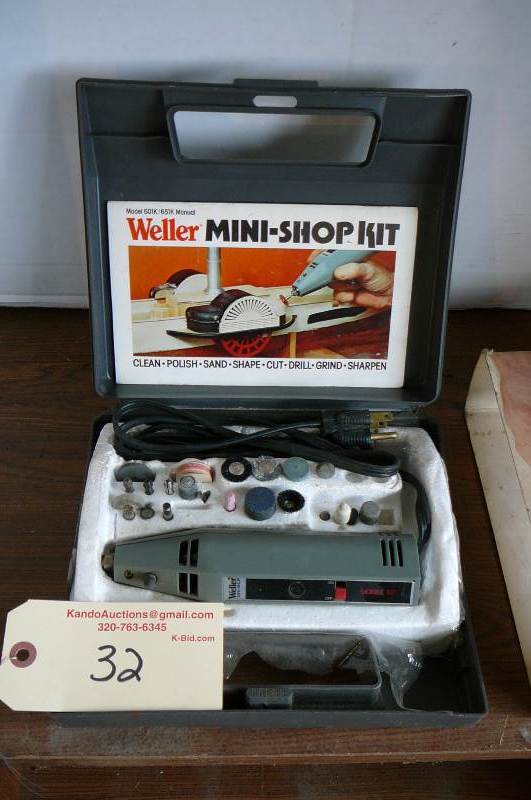 Model 601K/651K Manual
Weller MINI-SHOP KIT
CLEAN • POLISH • SAND • SHAPE • CUT • DRILL • GRIND • SHARPEN
Weller
KandoAuctions@gmail.com
320-763-6345
K-Bid.com
32